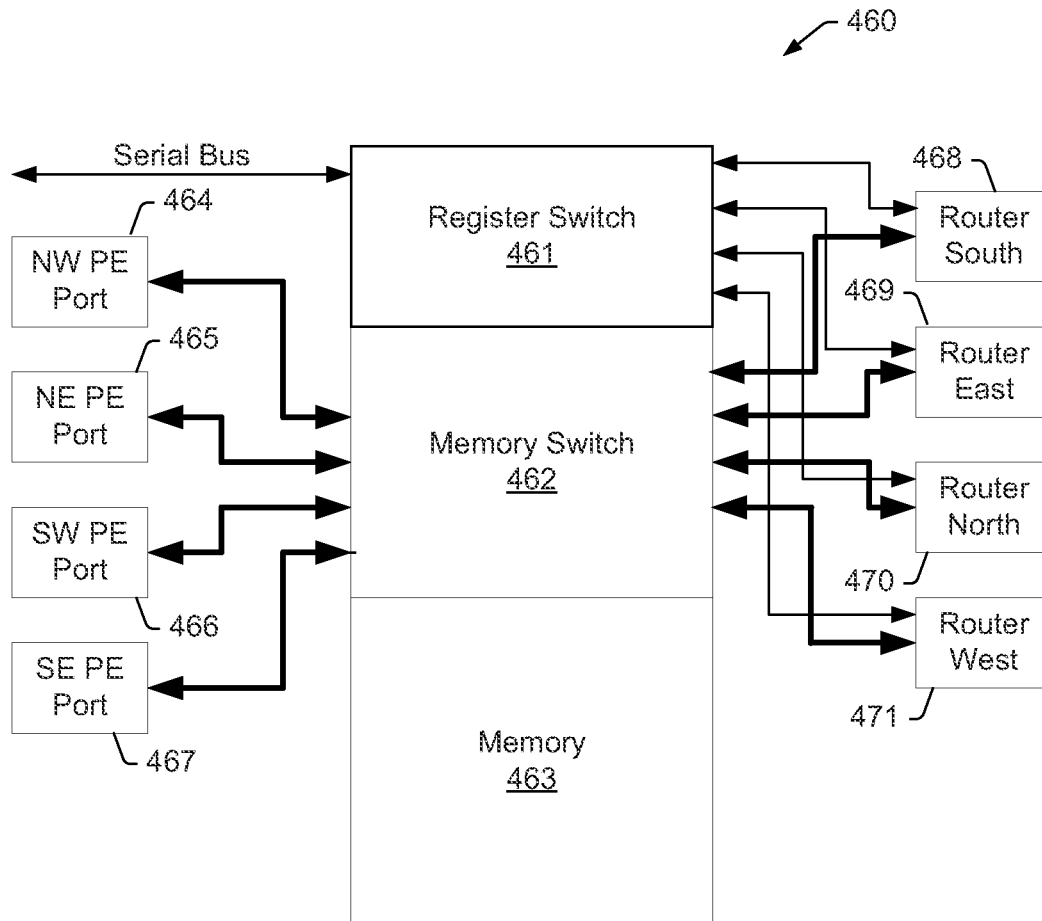 460
Serial Bus
464
NW PE
Port
465
NE PE
Port
SW PE
Port
466
SE PE
Port
467
Register Switch
461
Memory Switch
462
Memory
463
468
Router
South
469
Router
East
Router
North
470
Router
West
471